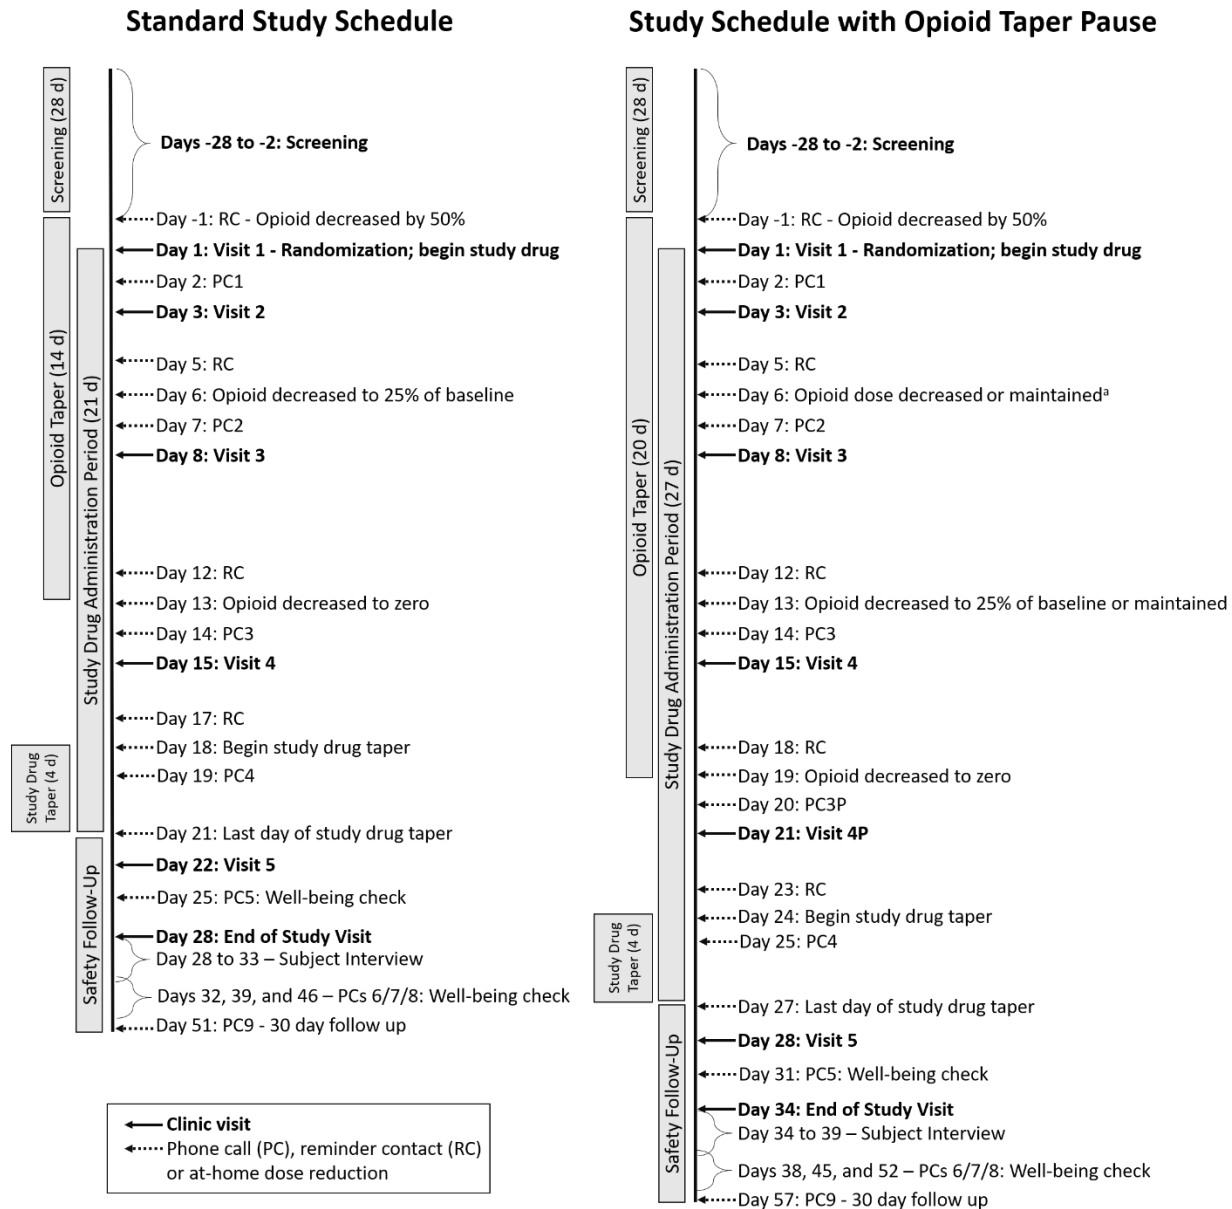 Standard Study Schedule
Screening (28 d)
Opioid Taper (14 d)
Study Drug Administration Period (21 d)
Study Drug
Taper (4 d)
Safety Follow-Up
Days -28 to -2: Screening
Day -1: RC - Opioid decreased by 50%
Day 1: Visit 1 - Randomization; begin study drug
Day 2: PC1
Day 3: Visit 2
Day 5: RC
Day 6: Opioid decreased to 25% of baseline
Day 7: PC2
Day 8: Visit 3
Day 12: RC
Day 13: Opioid decreased to zero
Day 14: PC3
Day 15: Visit 4
Day 17: RC
Day 18: Begin study drug taper
Day 19: PC4
Day 21: Last day of study drug taper
Day 22: Visit 5
Day 25: PC5: Well-being check
Day 28: End of Study Visit
Day 28 to 33 – Subject Interview
Days 32, 39, and 46 – PCs 6/7/8: Well-being check
Day 51: PC9 - 30 day follow up
Clinic visit
Phone call (PC), reminder contact (RC)
or at-home dose reduction
Study Schedule with Opioid Taper Pause
Screening (28 d)
Opioid Taper (20 d)
Study Drug Administration Period (27 d)
Study Drug
Taper (4 d)
Safety Follow-Up
Days -28 to -2: Screening
Day -1: RC - Opioid decreased by 50%
Day 1: Visit 1 - Randomization; begin study drug
Day 2: PC1
Day 3: Visit 2
Day 5: RC
Day 6: Opioid dose decreased or maintainedª
Day 7: PC2
Day 8: Visit 3
Day 12: RC
Day 13: Opioid decreased to 25% of baseline or maintained
Day 14: PC3
Day 15: Visit 4
Day 18: RC
Day 19: Opioid decreased to zero
Day 20: PC3P
Day 21: Visit 4P
Day 23: RC
Day 24: Begin study drug taper
Day 25: PC4
Day 27: Last day of study drug taper
Day 28: Visit 5
Day 31: PC5: Well-being check
Day 34: End of Study Visit
Day 34 to 39 – Subject Interview
Days 38, 45, and 52 – PCs 6/7/8: Well-being check
Day 57: PC9 - 30 day follow up